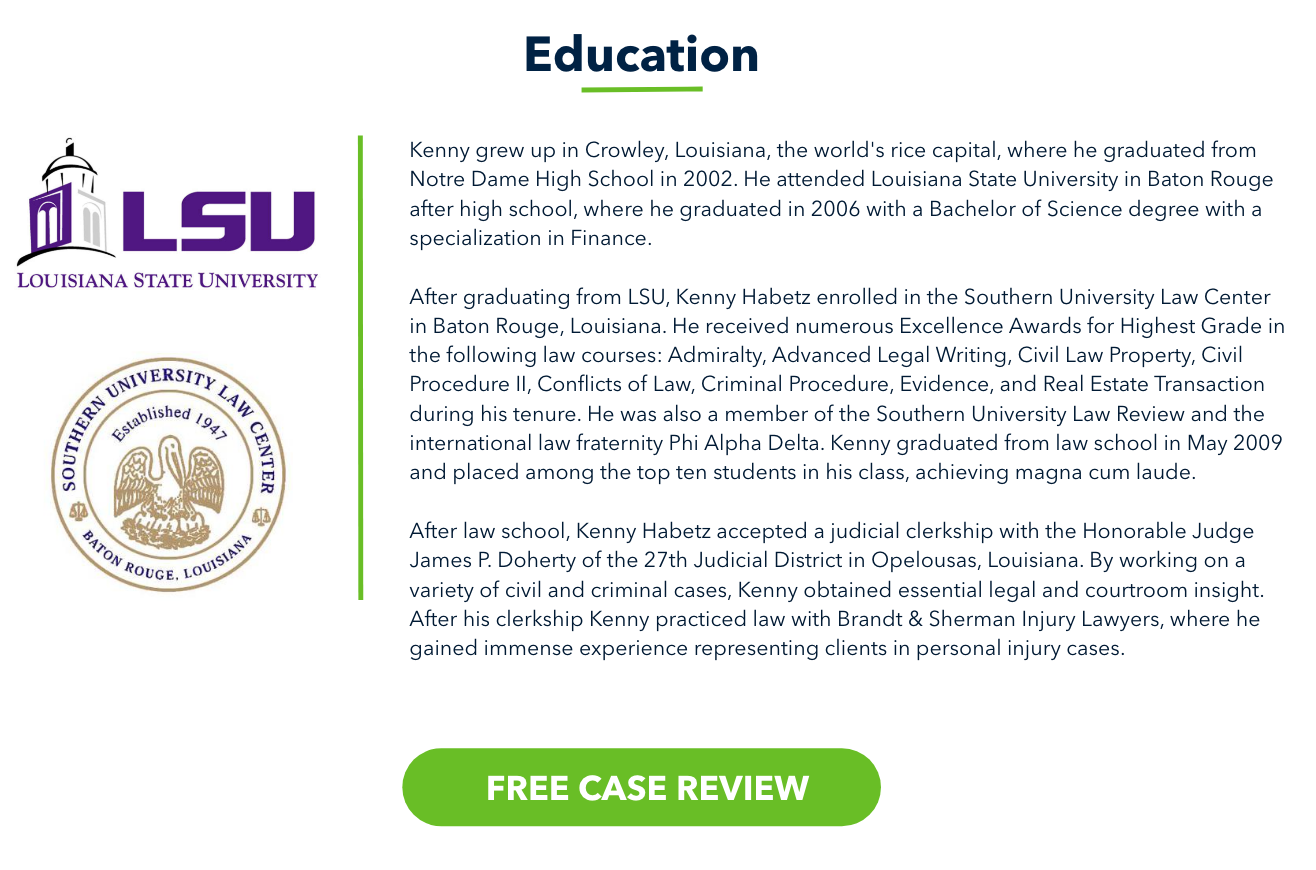 Education
LSU
LOUISIANA STATE UNIVERSITY
SOUTHERN UNIVERSITY LAW CENTER
Established 1947
BATON ROUGE, LOUISIANA
Kenny grew up in Crowley, Louisiana, the world's rice capital, where he graduated from
Notre Dame High School in 2002. He attended Louisiana State University in Baton Rouge
after high school, where he graduated in 2006 with a Bachelor of Science degree with a
specialization in Finance.
After graduating from LSU, Kenny Habetz enrolled in the Southern University Law Center
in Baton Rouge, Louisiana. He received numerous Excellence Awards for Highest Grade in
the following law courses: Admiralty, Advanced Legal Writing, Civil Law Property, Civil
Procedure II, Conflicts of Law, Criminal Procedure, Evidence, and Real Estate Transaction
during his tenure. He was also a member of the Southern University Law Review and the
international law fraternity Phi Alpha Delta. Kenny graduated from law school in May 2009
and placed among the top ten students in his class, achieving magna cum laude.
After law school, Kenny Habetz accepted a judicial clerkship with the Honorable Judge
James P. Doherty of the 27th Judicial District in Opelousas, Louisiana. By working on a
variety of civil and criminal cases, Kenny obtained essential legal and courtroom insight.
After his clerkship Kenny practiced law with Brandt & Sherman Injury Lawyers, where he
gained immense experience representing clients in personal injury cases.
FREE CASE REVIEW